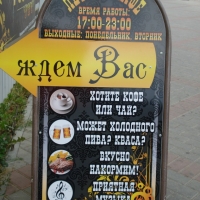 ВРЕМЯ РАБОТЫ:
17:00-23:00
ВЫХОДНЫЕ: ПОНЕДЕЛЬНИК, ВТОРНИК
ждем Вас
ХОТИТЕ КОФЕ
ИЛИ ЧАЯ?
МОЖЕТ ХОЛОДНОГО
ПИВА? КВАСА?
ВКУСНО
НАКОРМИМ!
ПРИЯТНАЯ
МУЗЫКА